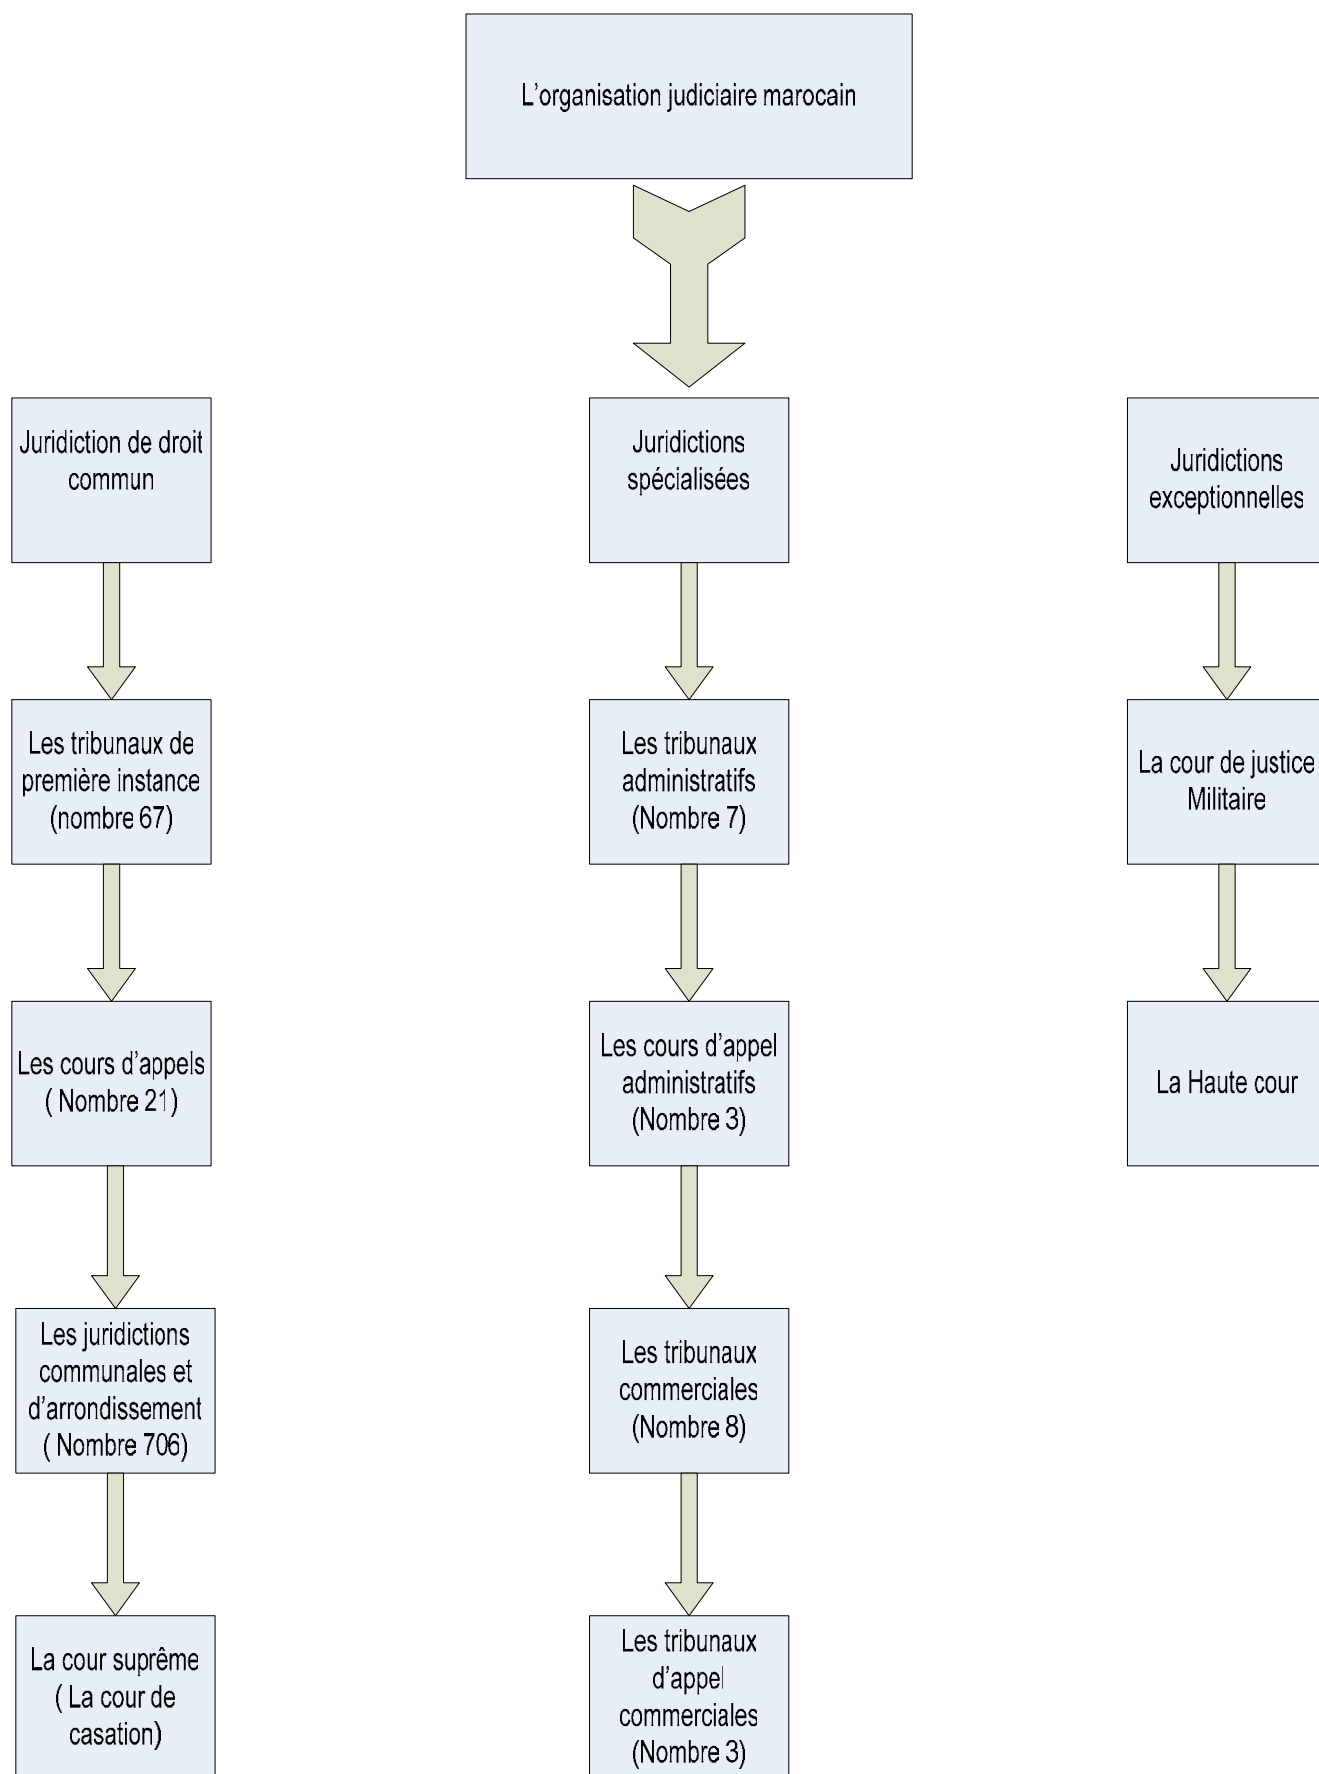 L'organisation judiciaire marocain
Juridiction de droit
commun
Juridictions
spécialisées
Juridictions
exceptionnelles
Les tribunaux de
première instance
(nombre 67)
Les tribunaux
administratifs
(Nombre 7)
La cour de justice
Militaire
Les cours d'appels
( Nombre 21)
Les cours d'appel
administratifs
(Nombre 3)
La Haute cour
Les juridictions
communales et
d'arrondissement
( Nombre 706)
Les tribunaux
commerciales
(Nombre 8)
La cour suprême
( La cour de
casation)
Les tribunaux
d'appel
commerciales
(Nombre 3)